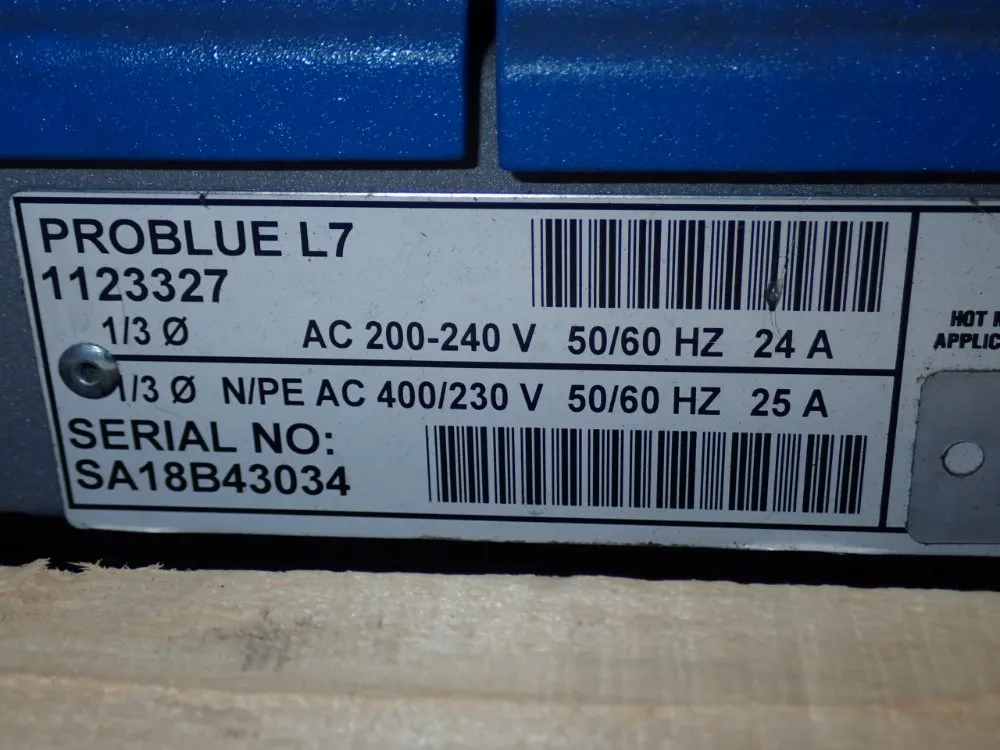 PROBLUE L7
1123327
1/3 Ø AC 200-240 V 50/60 HZ 24 A
1/3 Ø N/PE AC 400/230 V 50/60 HZ 25 A
SERIAL NO:
SA18B43034
HOT